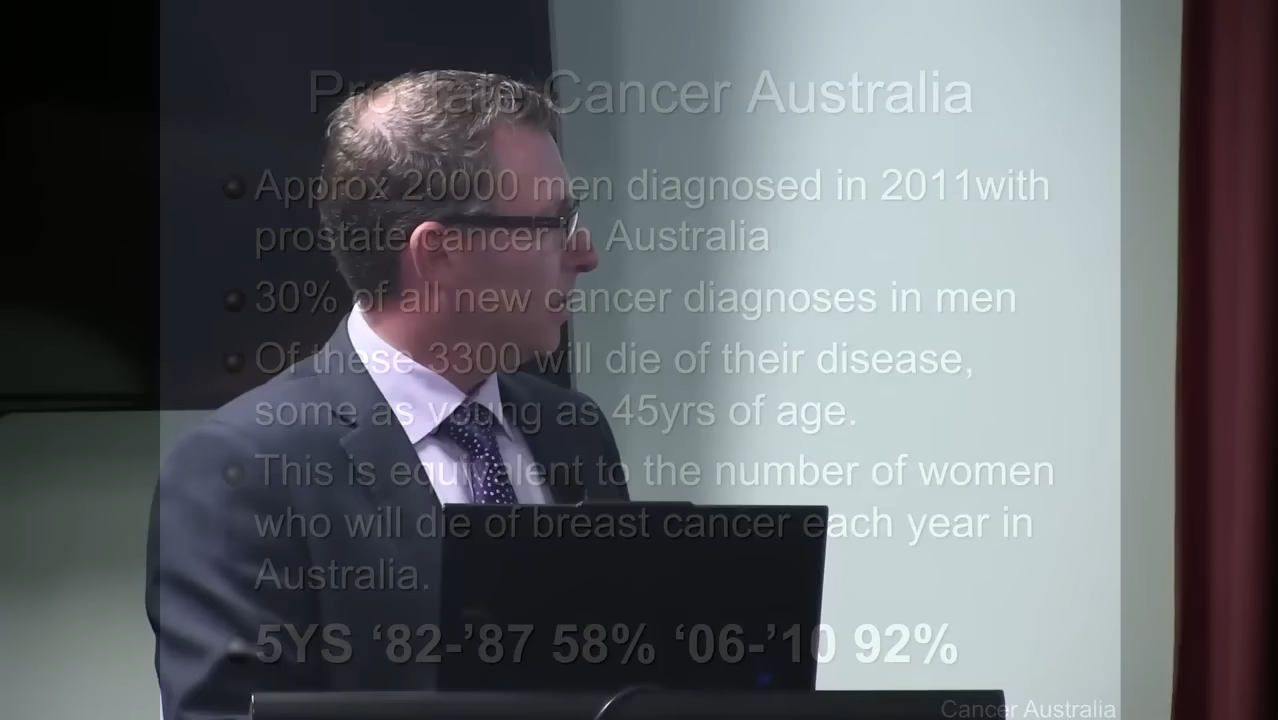 Prostate Cancer Australia
Approx 20000 men diagnosed in 2011with
prostate cancer in Australia
30% of all new cancer diagnoses in men
Of these 3300 will die of their disease,
some as young as 45yrs of age.
This is equivalent to the number of women
who will die of breast cancer each year in
Australia.
5YS ‘82-’87 58% ‘06-’10 92%
Cancer Australia